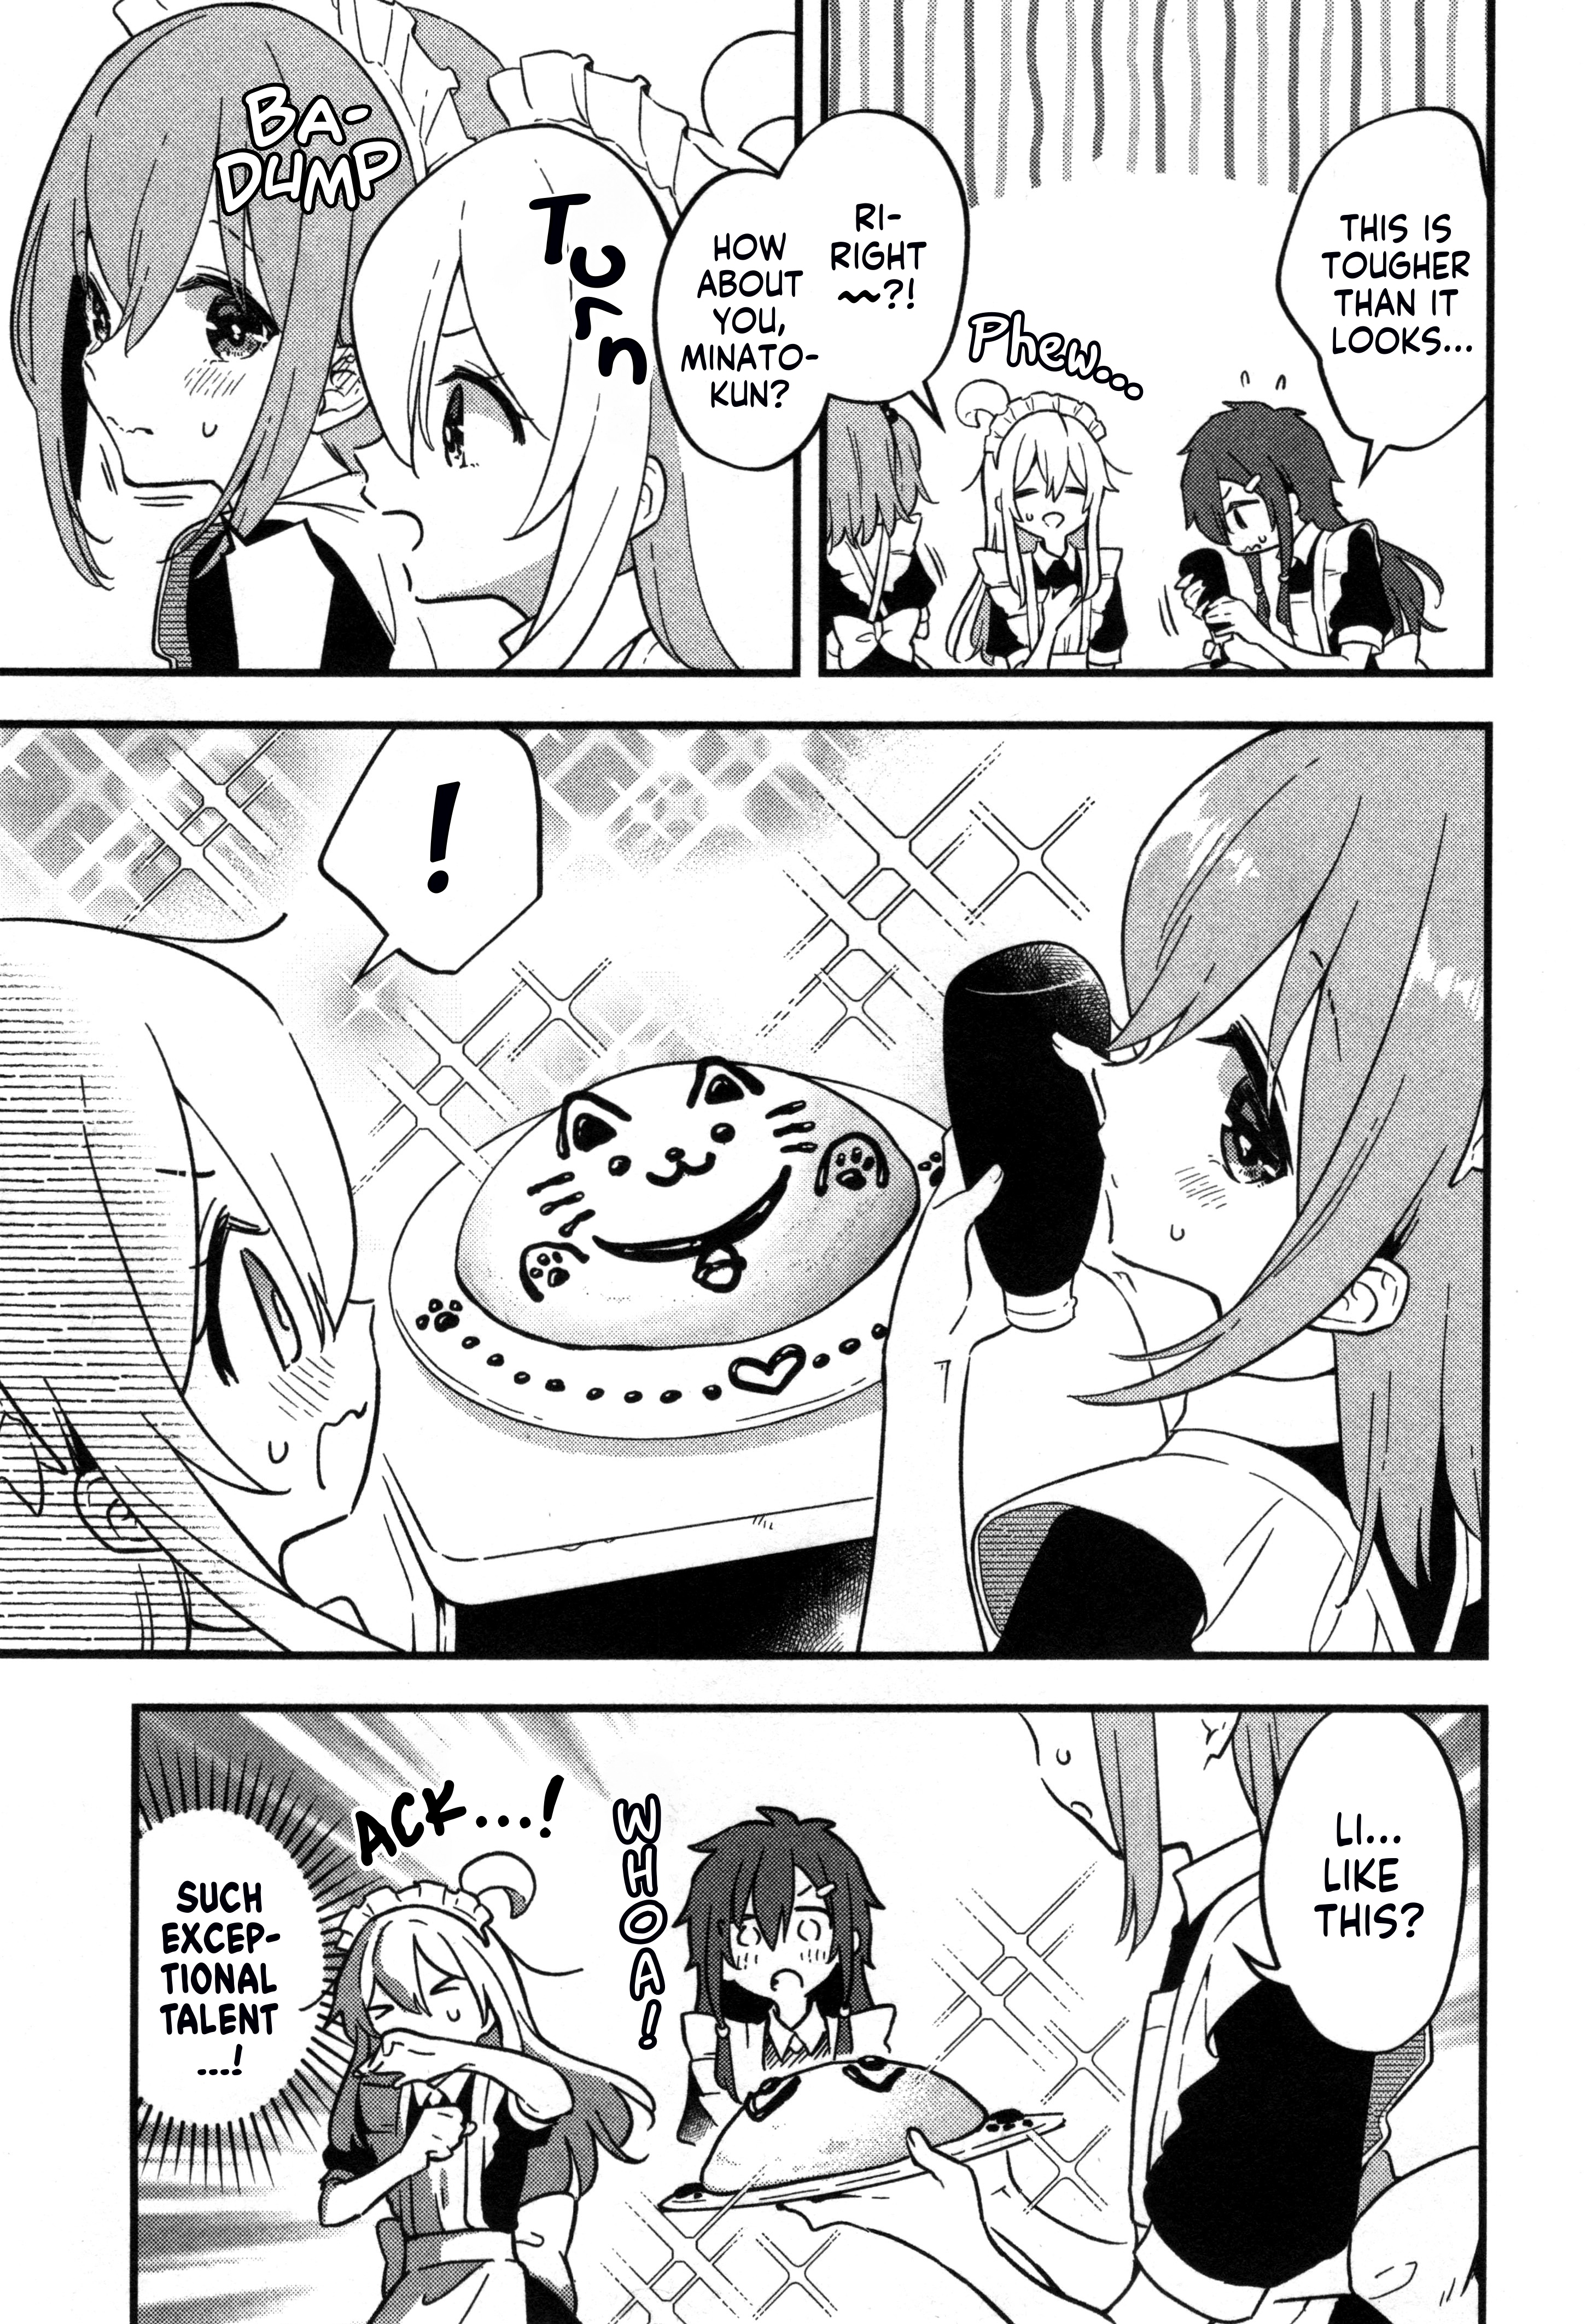 THIS IS
TOUGHER
THAN IT
LOOKS...
Phew...
RI-
RIGHT
〰?!
HOW
ABOUT
YOU,
MINATO-
KUN?
Turn
BA-
DUMP
!
LI...
LIKE
THIS?
WHOA!
ACK...!
SUCH
EXCEP-
TIONAL
TALENT
...!